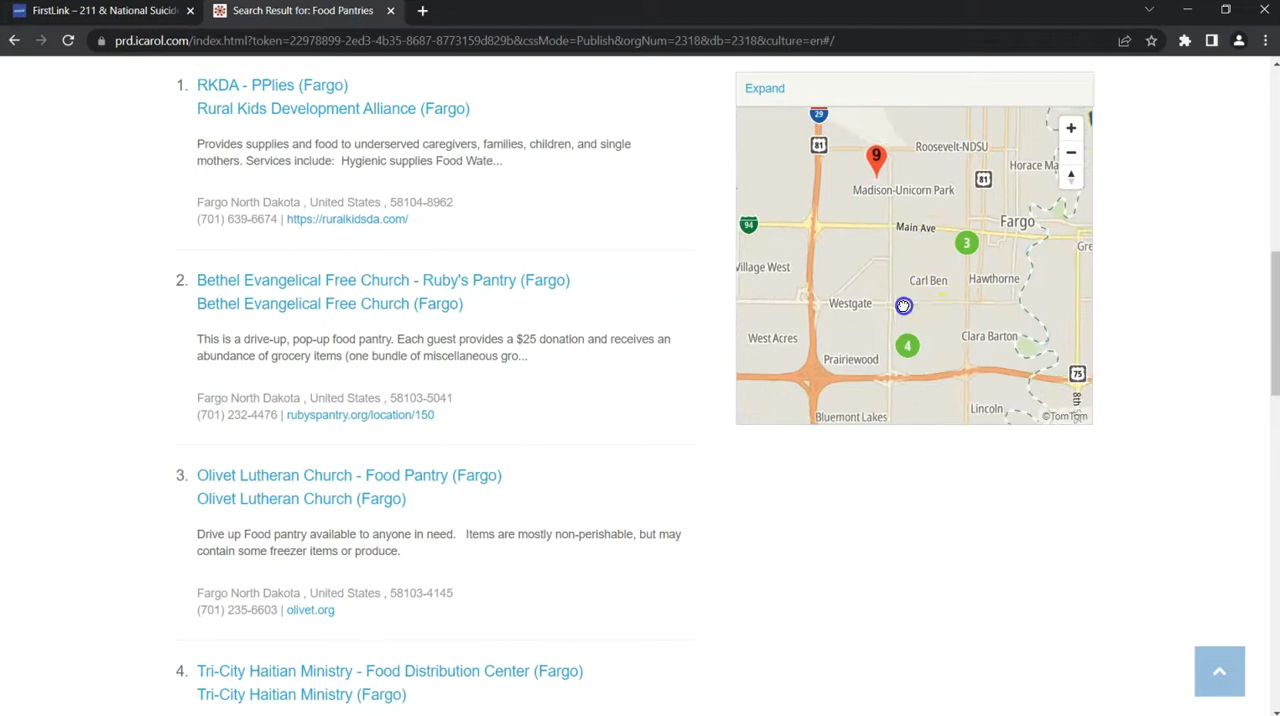 FirstLink – 211 & National Suicid
Search Result for: Food Pantries
prd.icarol.com/index.html?token=22978899-2ed3-4b35-8687-8773159d829b&cssMode=Publish&orgNum=2318&db=2318&culture=en#/
1. RKDA - PPlies (Fargo)
Rural Kids Development Alliance (Fargo)
Provides supplies and food to underserved caregivers, families, children, and single
mothers. Services include: Hygienic supplies Food Wate...
Fargo North Dakota , United States , 58104-8962
(701) 639-6674 | https://ruralkidsda.com/
2. Bethel Evangelical Free Church - Ruby's Pantry (Fargo)
Bethel Evangelical Free Church (Fargo)
This is a drive-up, pop-up food pantry. Each guest provides a $25 donation and receives an
abundance of grocery items (one bundle of miscellaneous gro...
Fargo North Dakota , United States , 58103-5041
(701) 232-4476 | rubyspantry.org/location/150
3. Olivet Lutheran Church - Food Pantry (Fargo)
Olivet Lutheran Church (Fargo)
Drive up Food pantry available to anyone in need. Items are mostly non-perishable, but may
contain some freezer items or produce.
Fargo North Dakota , United States , 58103-4145
(701) 235-6603 | olivet.org
4. Tri-City Haitian Ministry - Food Distribution Center (Fargo)
Tri-City Haitian Ministry (Fargo)
Expand
29
81
9
Roosevelt-NDSU
Horace Ma
81
Madison-Unicorn Park
94
Main Ave
Fargo
3
Gre
Village West
Carl Ben
Hawthorne
Westgate
West Acres
4
Clara Barton
Prairiewood
75
8th S
Bluemont Lakes
Lincoln
©TomTom